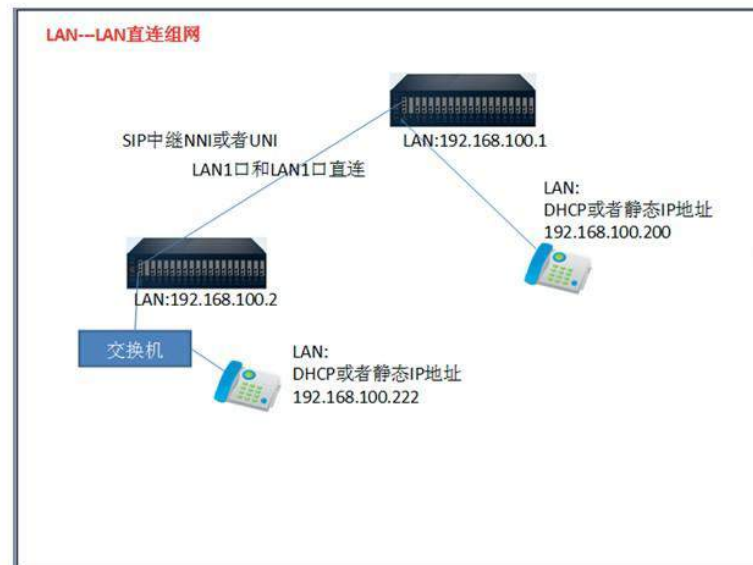 LAN---LAN直连组网
SIP中继NNI或者UNI
LAN1口和LAN1口直连
LAN:192.168.100.1
LAN:
DHCP或者静态IP地址
192.168.100.200
LAN:192.168.100.2
交换机
LAN:
DHCP或者静态IP地址
192.168.100.222